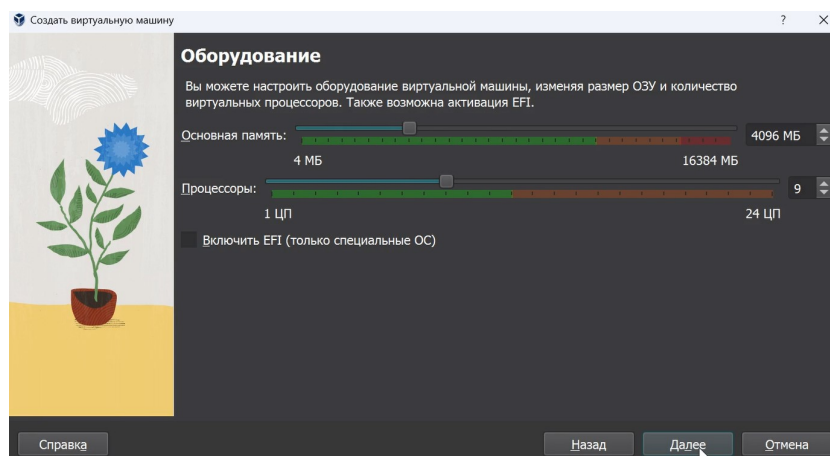 Создать виртуальную машину
?
Оборудование
Вы можете настроить оборудование виртуальной машины, изменяя размер ОЗУ и количество
виртуальных процессоров. Также возможна активация EFI.
Основная память: 4096 МБ
4 МБ 16384 МБ
Процессоры: 9
1 ЦП 24 ЦП
Включить EFI (только специальные ОС)
Справка Назад Далее Отмена